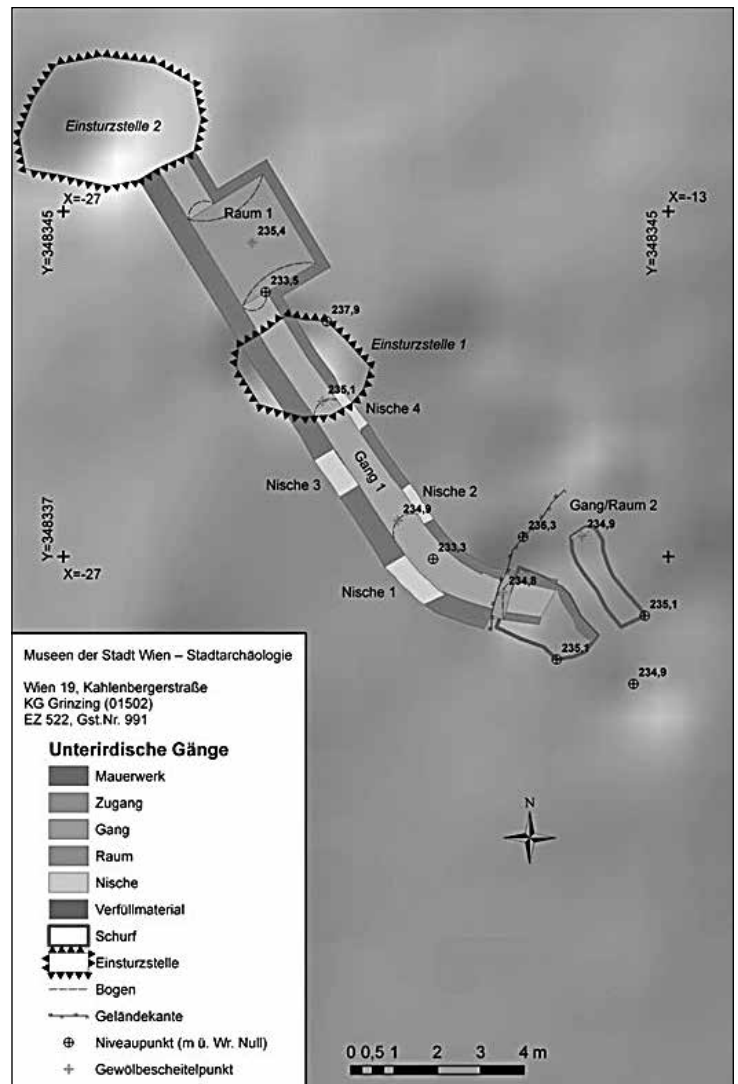 Einsturzstelle 2
X=-27
Y=348345
Raum 1
235,4
X=-13
Y=348345
233,5
237,9
Einsturzstelle 1
235,1
Nische 4
Gang 1
Nische 3
Nische 2
Gang/Raum 2
234,9
235,3
234,9
Y=348337
X=-27
233,3
234,8
Nische 1
235,1
235,1
234,9
Museen der Stadt Wien – Stadtarchäologie
Wien 19, Kahlenbergerstraße
KG Grinzing (01502)
EZ 522, Gst.Nr. 991
Unterirdische Gänge
Mauerwerk
Zugang
Gang
Raum
Nische
Verfüllmaterial
Schurf
Einsturzstelle
Bogen
Geländekante
Niveaupunkt (m ü. Wr. Null)
Gewölbescheitelpunkt
N
0 0,5 1 2 3 4 m